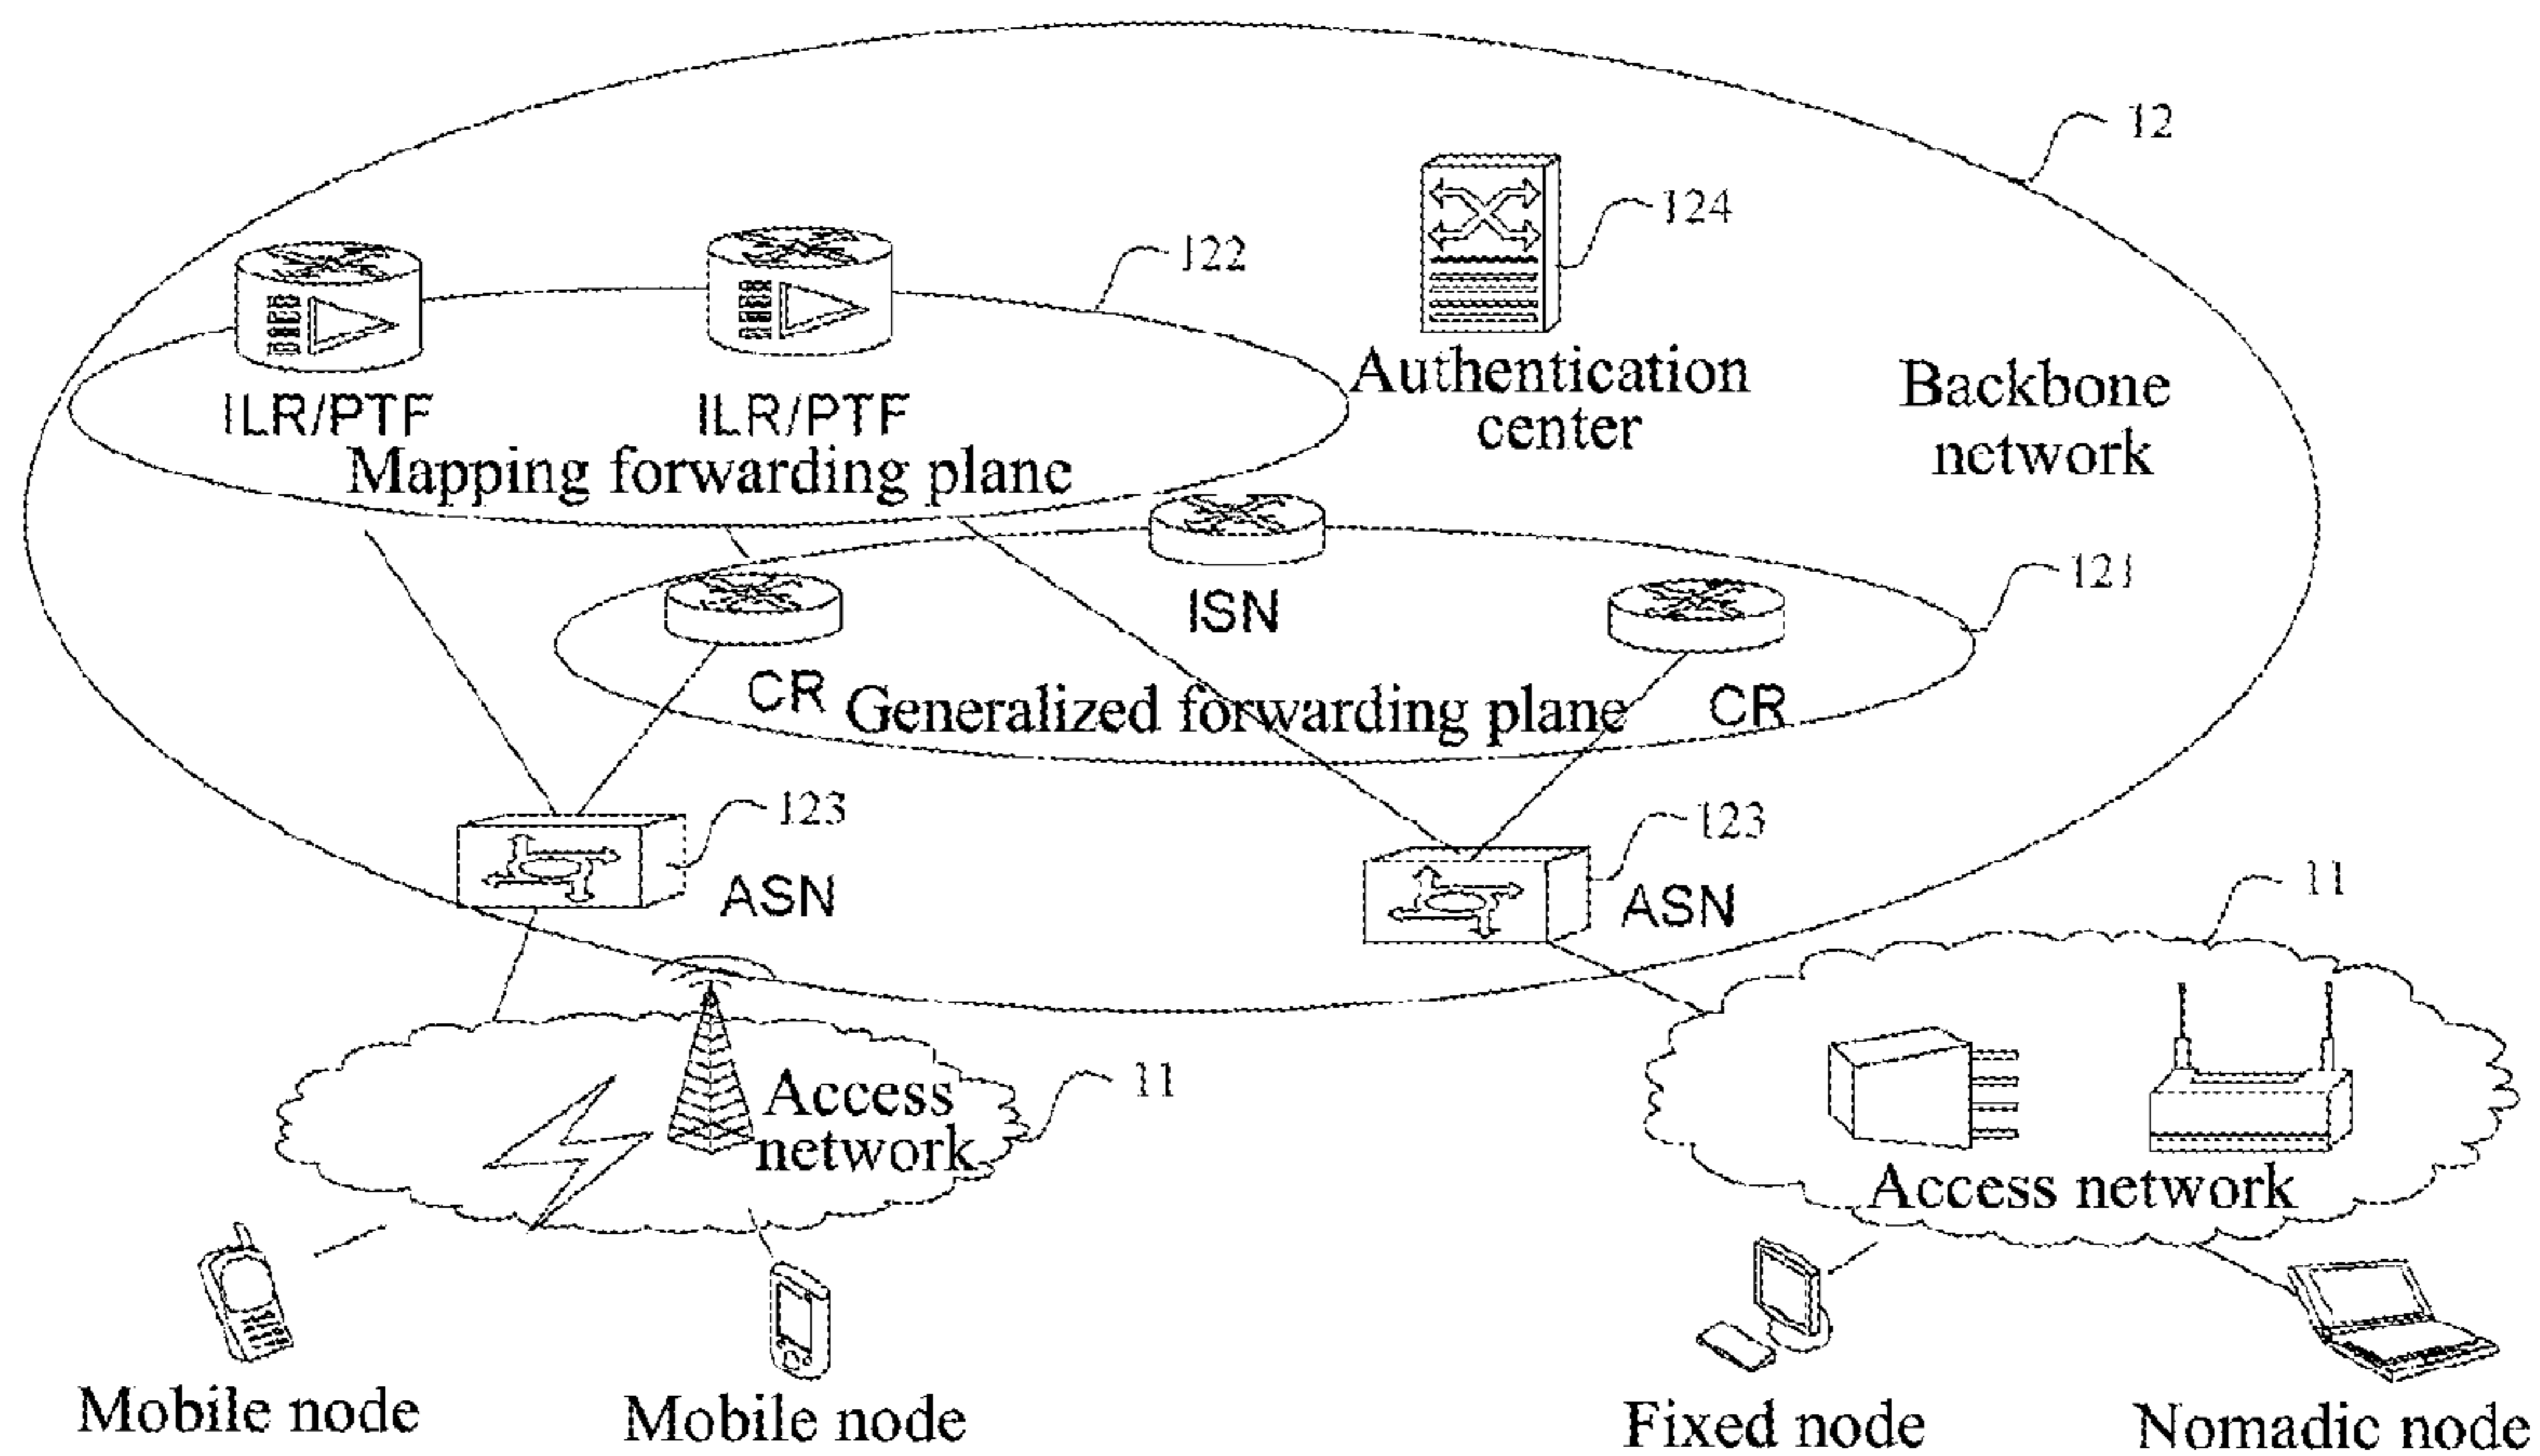 12
124
122
Authentication
center
Backbone
network
ILR/PTF
ILR/PTF
Mapping forwarding plane
121
ISN
CR
Generalized forwarding plane
CR
123
ASN
123
ASN
11
11
Access
network
Access network
Mobile node
Mobile node
Fixed node
Nomadic node